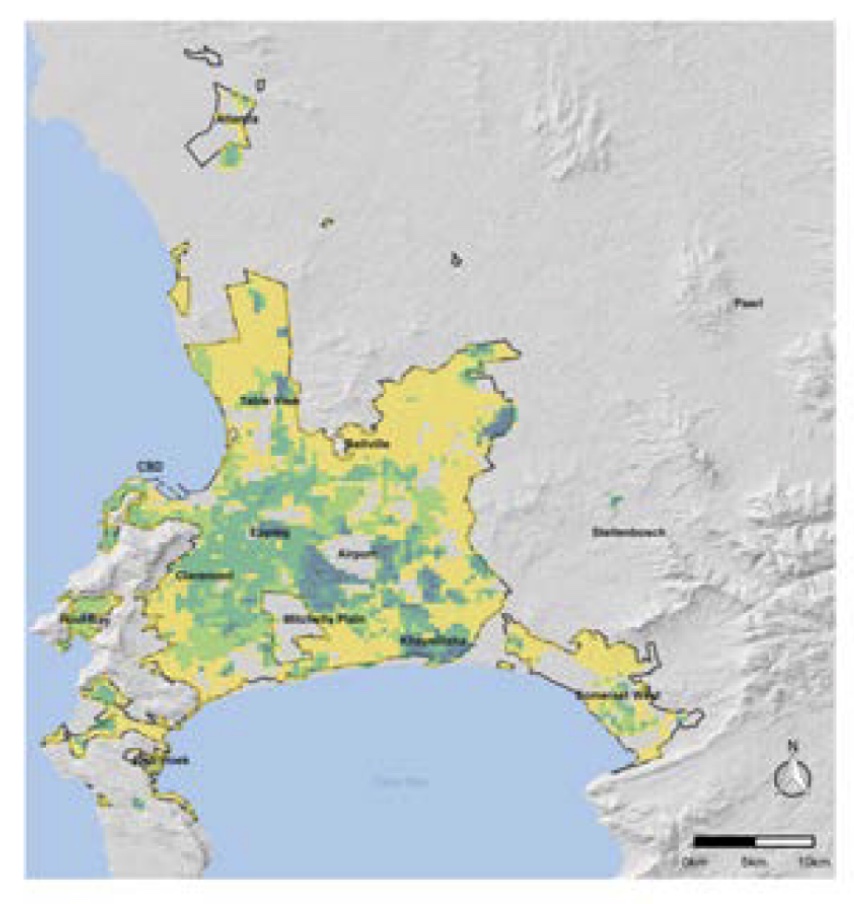 Atlantis
Paarl
Table View
Bellville
CBD
Epping
Stellenbosch
Airport
Claremont
Hout Bay
Mitchells Plain
Khayelitsha
Somerset West
Fish Hoek
False Bay
N
0km 5km 10km